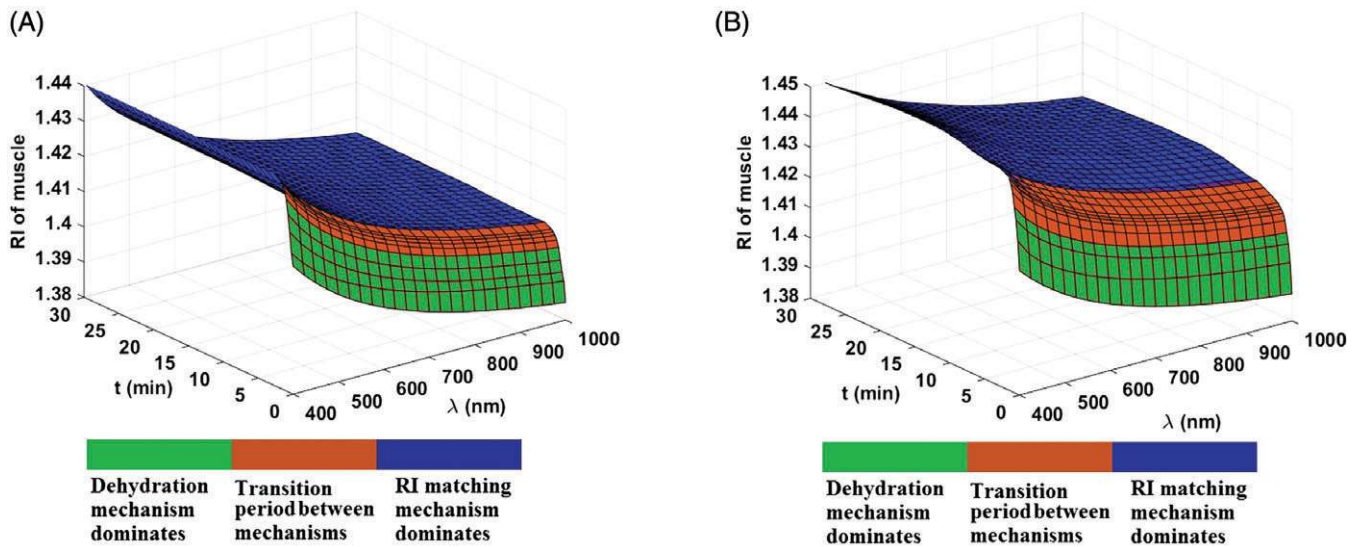 (A)
1.44
1.43
1.42
1.41
1.4
1.39
1.38
RI of muscle
30
25
20
15
10
5
0
t (min)
400
500
600
700
800
900
1000
λ (nm)
Dehydration
mechanism
dominates
Transition
period between
mechanisms
RI matching
mechanism
dominates
(B)
1.45
1.44
1.43
1.42
1.41
1.4
1.39
1.38
RI of muscle
30
25
20
15
10
5
0
t (min)
400
500
600
700
800
900
1000
λ (nm)
Dehydration
mechanism
dominates
Transition
period between
mechanisms
RI matching
mechanism
dominates